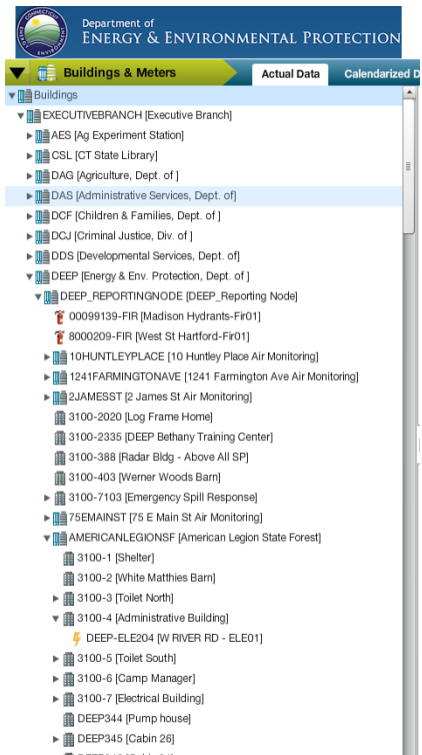 Department of
ENERGY & ENVIRONMENTAL PROTECTION
Buildings & Meters
Actual Data
Calendarized D
Buildings
EXECUTIVEBRANCH [Executive Branch]
AES [Ag Experiment Station]
CSL [CT State Library]
DAG [Agriculture, Dept. of ]
DAS [Administrative Services, Dept. of]
DCF [Children & Families, Dept. of ]
DCJ [Criminal Justice, Div. of ]
DDS [Developmental Services, Dept. of]
DEEP [Energy & Env. Protection, Dept. of ]
DEEP_REPORTINGNODE [DEEP_Reporting Node]
00099139-FIR [Madison Hydrants-Fir01]
8000209-FIR [West St Hartford-Fir01]
10HUNTLEYPLACE [10 Huntley Place Air Monitoring]
1241FARMINGTONAVE [1241 Farmington Ave Air Monitoring]
2JAMESST [2 James St Air Monitoring]
3100-2020 [Log Frame Home]
3100-2335 [DEEP Bethany Training Center]
3100-388 [Radar Bldg - Above All SP]
3100-403 [Werner Woods Barn]
3100-7103 [Emergency Spill Response]
75EMAINST [75 E Main St Air Monitoring]
AMERICANLEGIONSF [American Legion State Forest]
3100-1 [Shelter]
3100-2 [White Matthies Barn]
3100-3 [Toilet North]
3100-4 [Administrative Building]
DEEP-ELE204 [W RIVER RD - ELE01]
3100-5 [Toilet South]
3100-6 [Camp Manager]
3100-7 [Electrical Building]
DEEP344 [Pump house]
DEEP345 [Cabin 26]